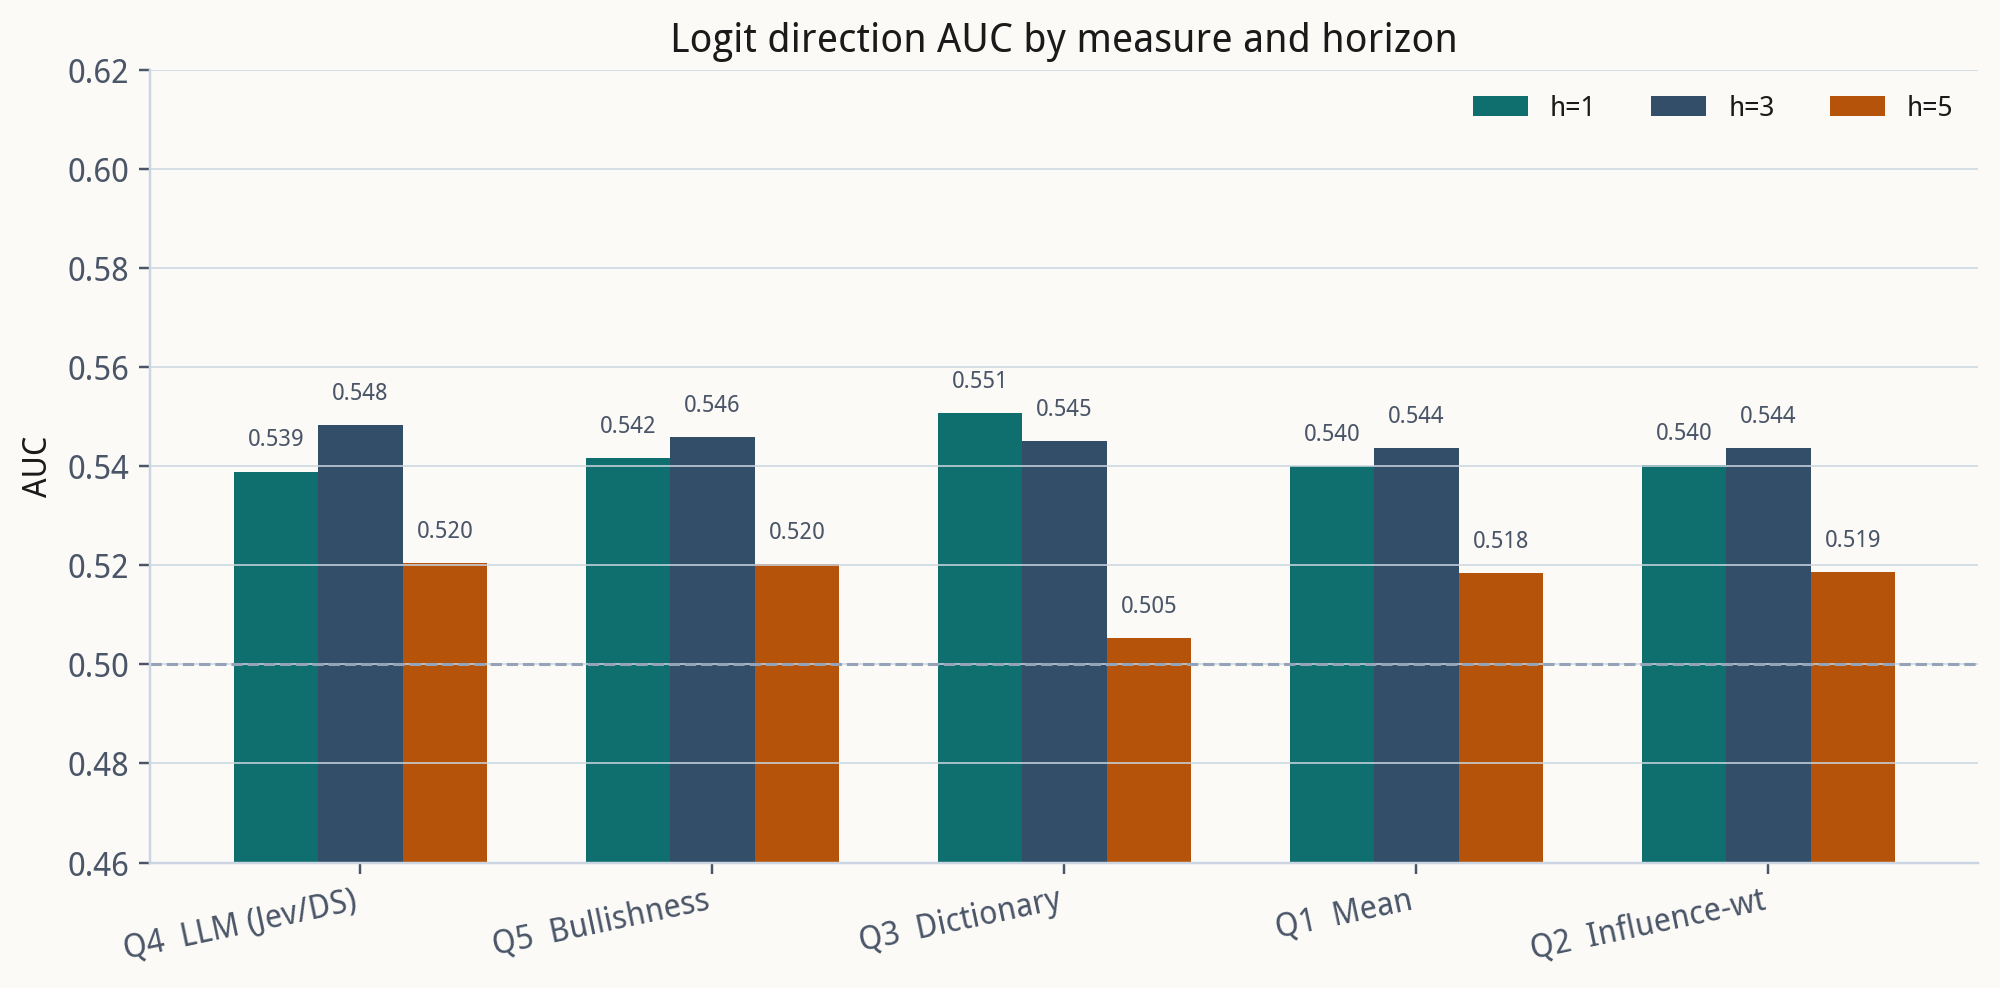 Logit direction AUC by measure and horizon
h=1 h=3 h=5
AUC
0.62
0.60
0.58
0.56
0.54
0.52
0.50
0.48
0.46
0.539 0.548 0.520
0.542 0.546 0.520
0.551 0.545 0.505
0.540 0.544 0.518
0.540 0.544 0.519
Q4 LLM (Jev/DS)
Q5 Bullishness
Q3 Dictionary
Q1 Mean
Q2 Influence-wt